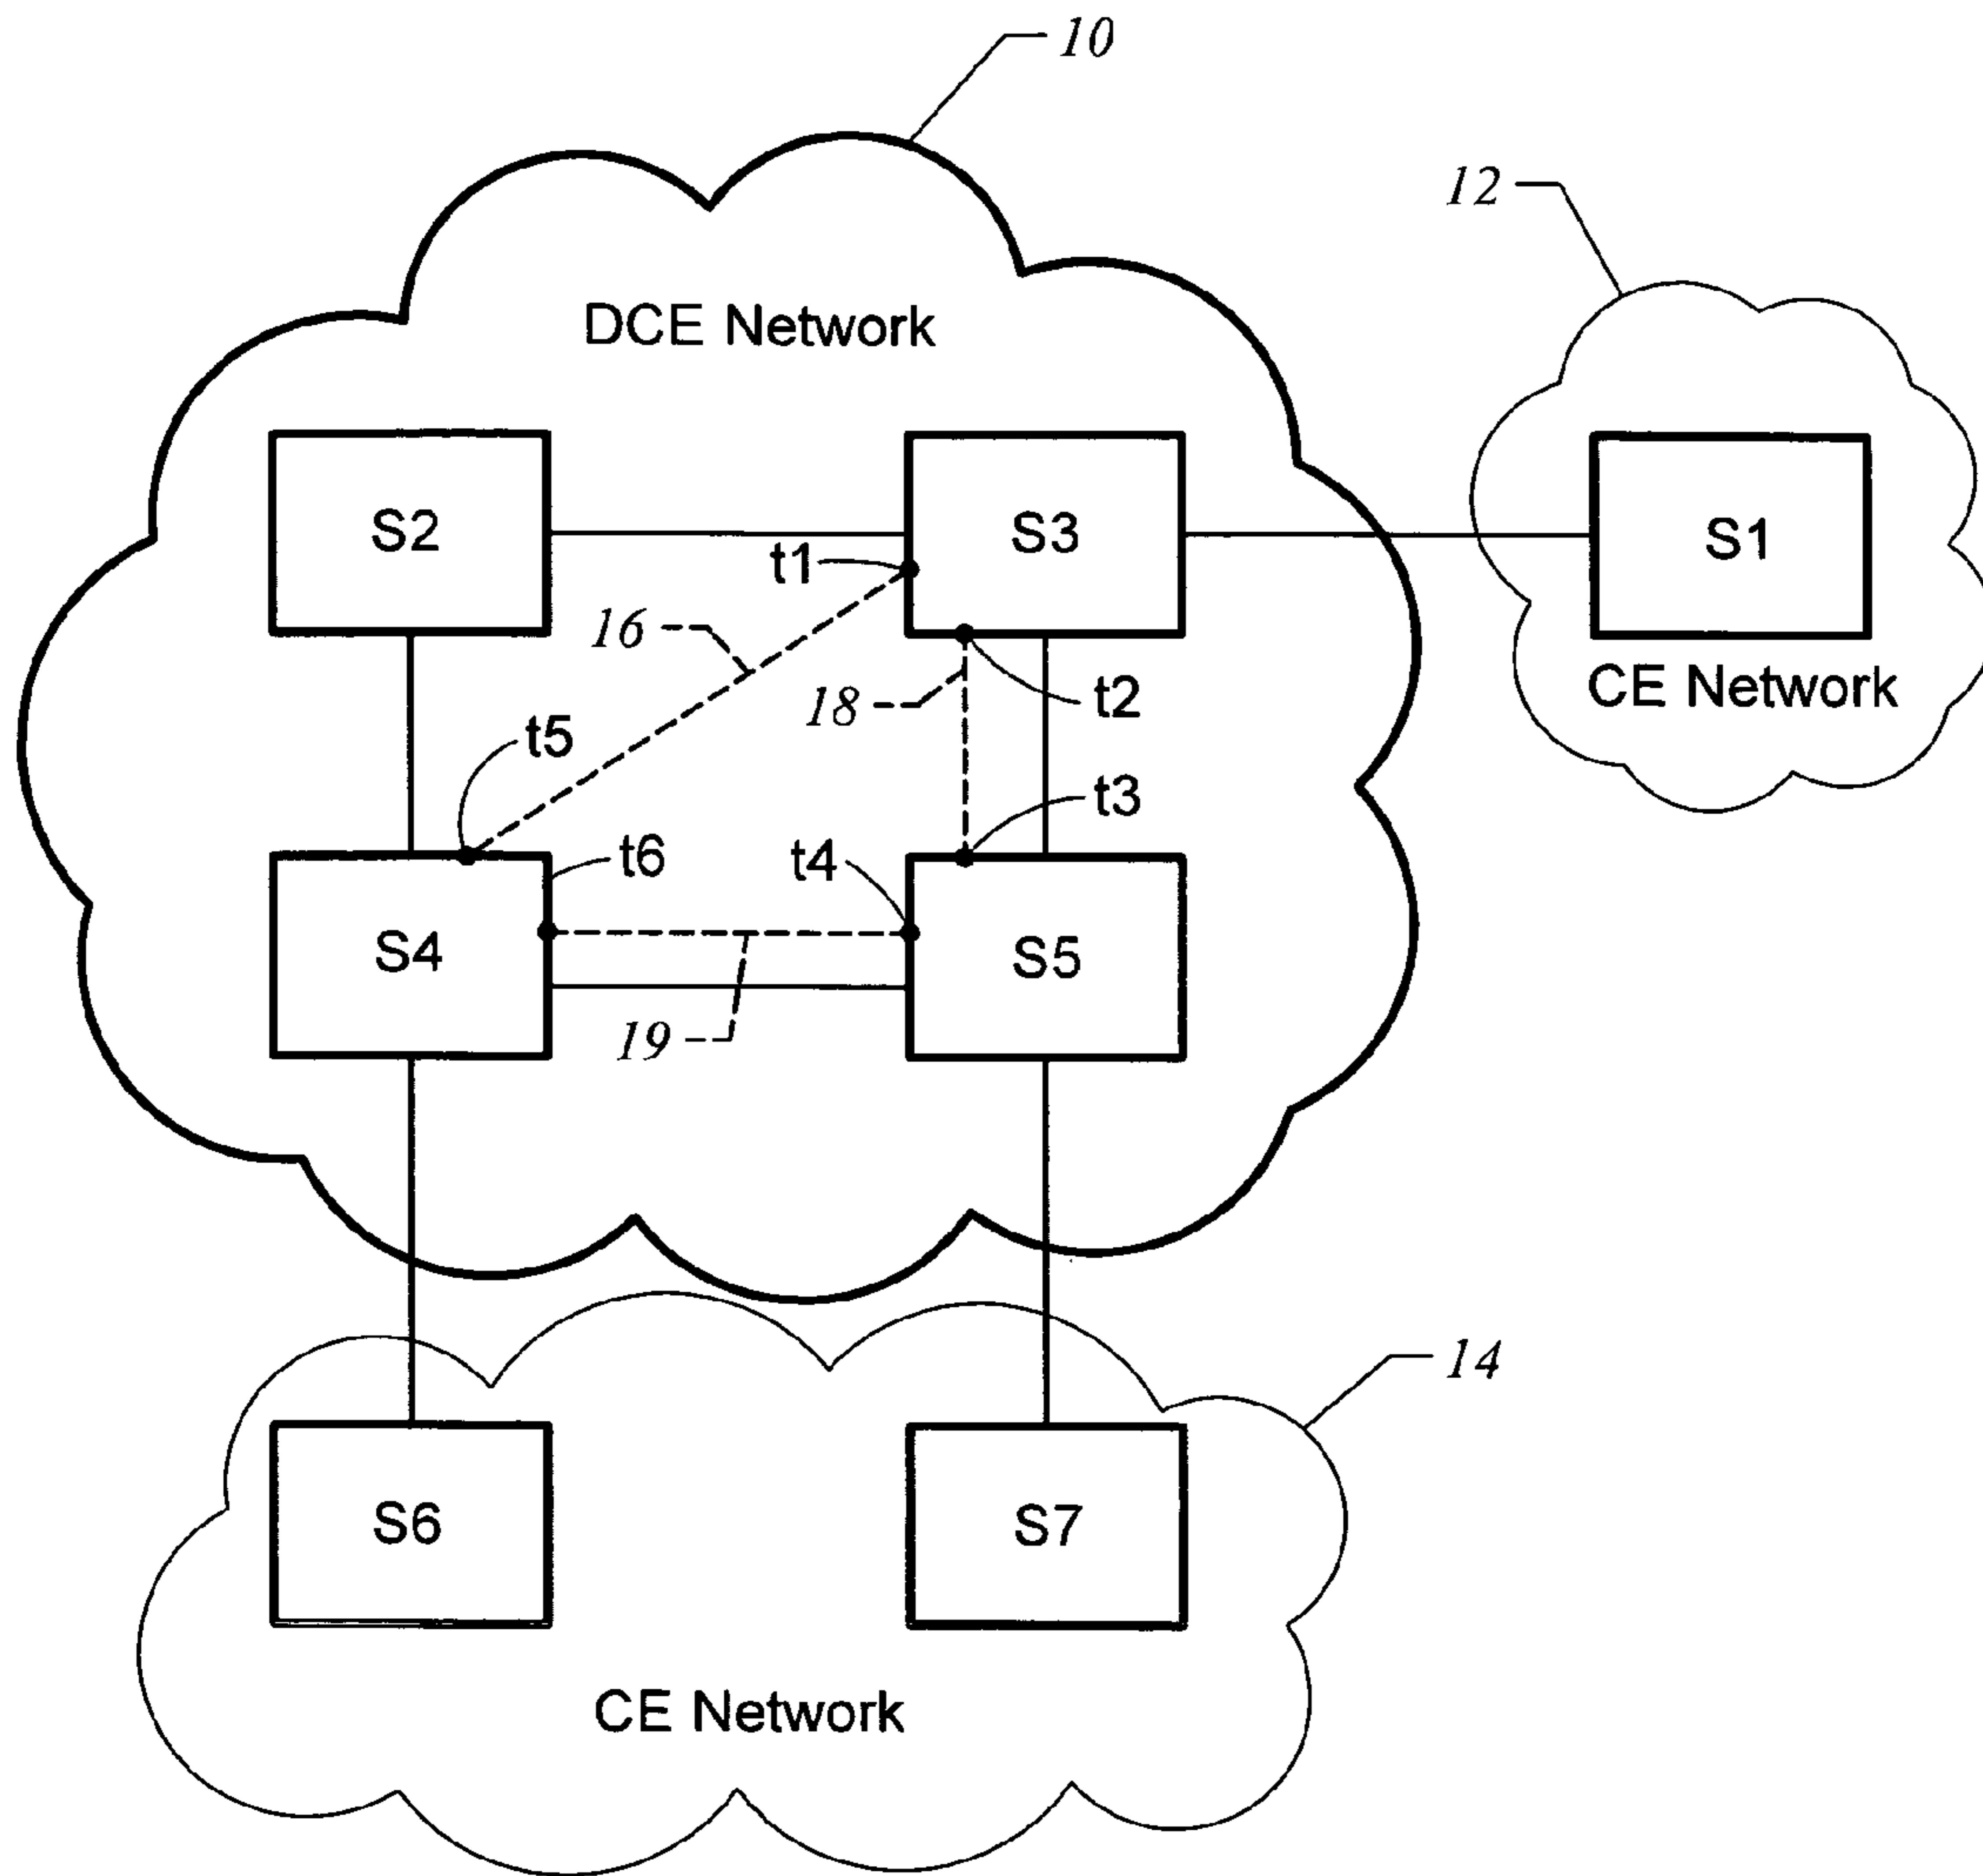 10
12
DCE Network
S2
S3
S1
t1
16
CE Network
18
t2
t5
t3
t6
t4
S4
S5
19
14
S6
S7
CE Network